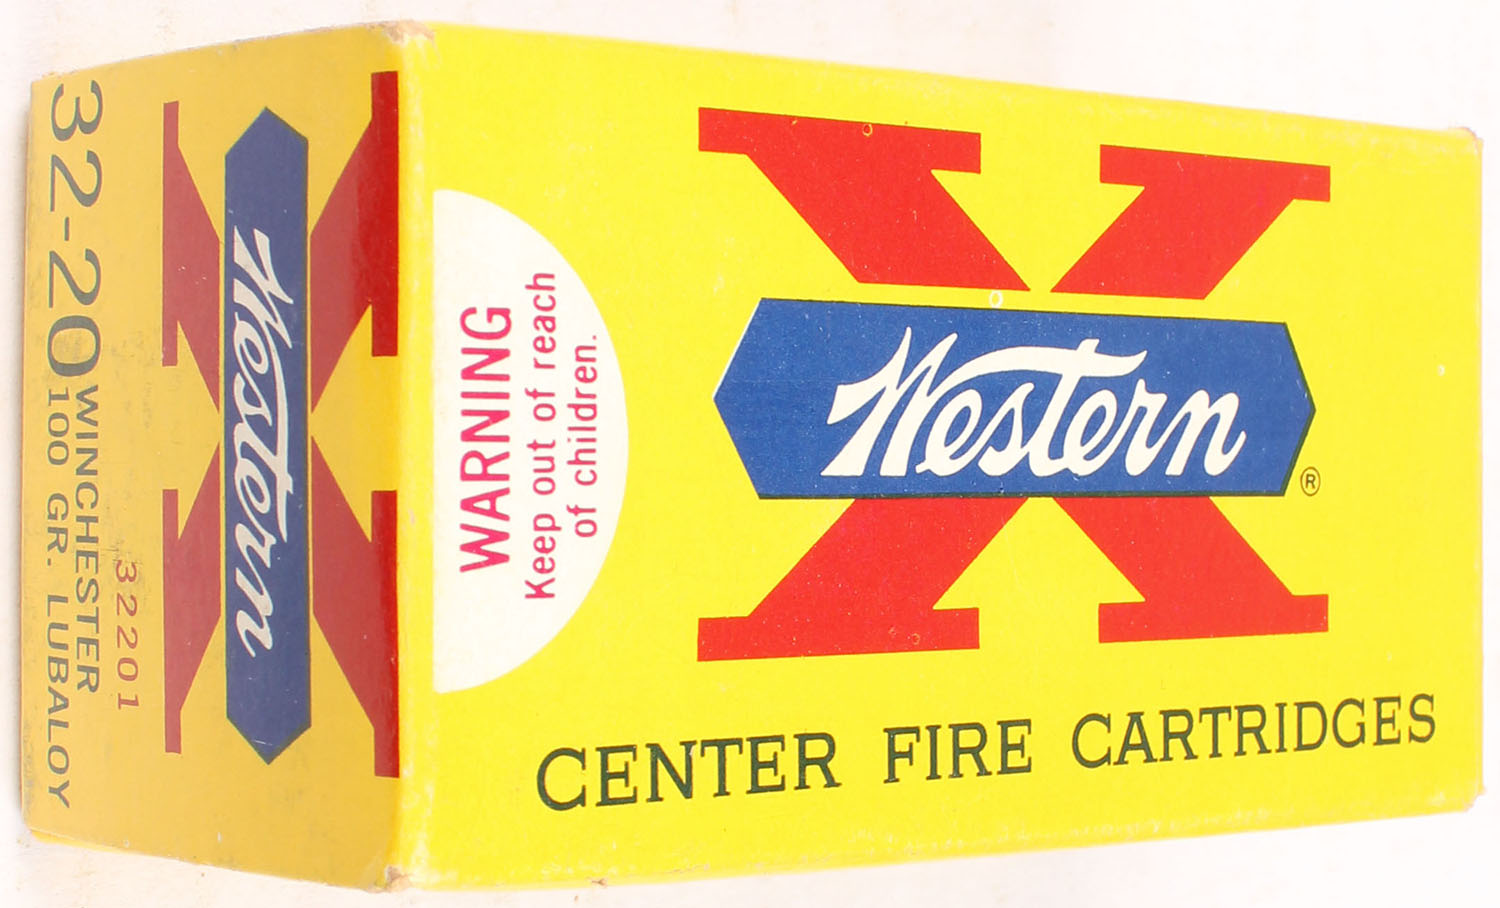 32-20 WINCHESTER
100 GR. LUBALOY
32201
X
Western
WARNING
Keep out of reach
of children.
X
Western
®
CENTER FIRE CARTRIDGES